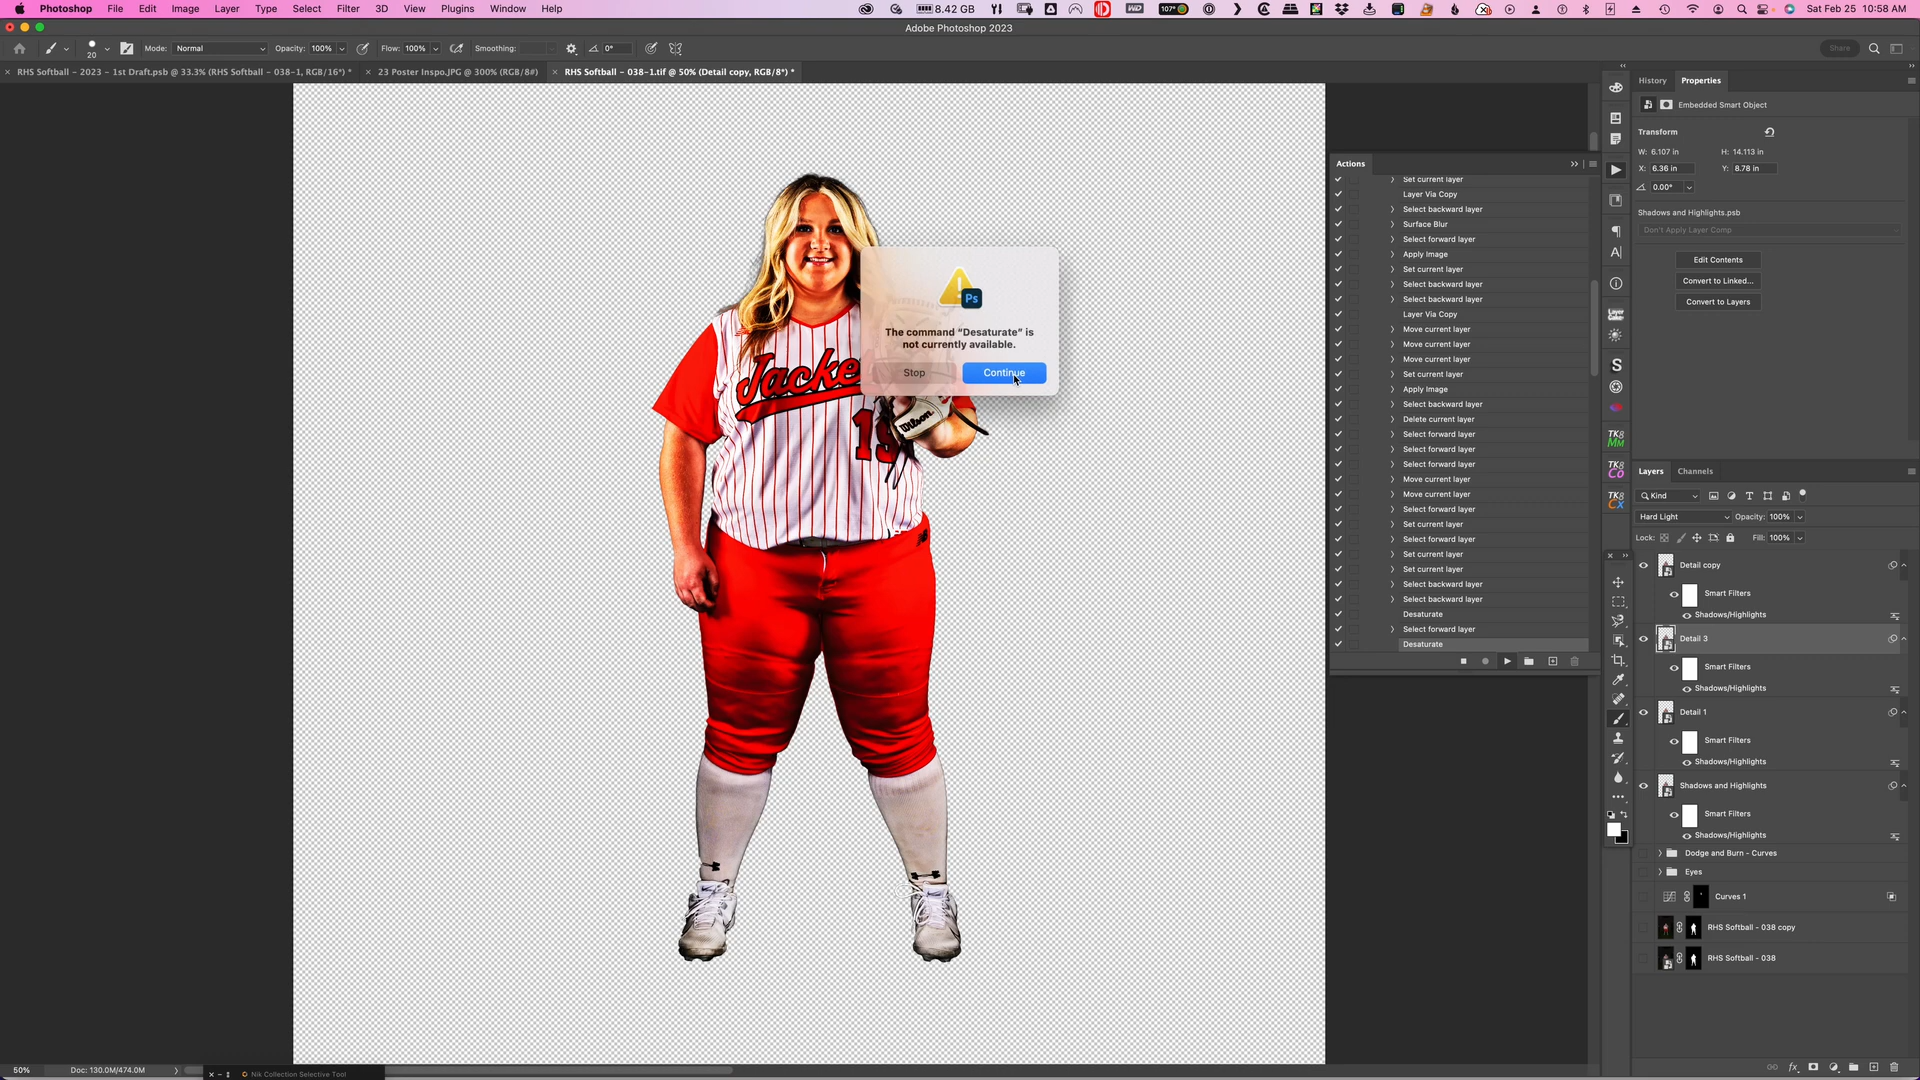 Photoshop File Edit Image Layer Type Select Filter 3D View Plugins Window Help
8.42 GB
107°
Sat Feb 25 10:58 AM
Adobe Photoshop 2023
20
Mode: Normal
Opacity: 100%
Flow: 100%
Smoothing:
0°
Share
RHS Softball – 2023 – 1st Draft.psb @ 33.3% (RHS Softball – 038-1, RGB/16*) *
23 Poster Inspo.JPG @ 300% (RGB/8#)
RHS Softball – 038-1.tif @ 50% (Detail copy, RGB/8*) *
The command “Desaturate” is
not currently available.
Stop
Continue
Ps
Jacke
19
Wilson
Actions
Set current layer
Layer Via Copy
Select backward layer
Surface Blur
Select forward layer
Apply Image
Set current layer
Select backward layer
Select backward layer
Layer Via Copy
Move current layer
Move current layer
Move current layer
Set current layer
Apply Image
Select backward layer
Delete current layer
Select forward layer
Select forward layer
Select forward layer
Move current layer
Move current layer
Select forward layer
Set current layer
Select forward layer
Set current layer
Set current layer
Select backward layer
Select backward layer
Desaturate
Select forward layer
Desaturate
TK8
MM
TK8
Co
TK8
Cx
History
Properties
Embedded Smart Object
Transform
W: 6.107 in
H: 14.113 in
X: 6.36 in
Y: 8.78 in
0.00°
Shadows and Highlights.psb
Don't Apply Layer Comp
Edit Contents
Convert to Linked...
Convert to Layers
Layers
Channels
Kind
Hard Light
Opacity: 100%
Lock:
Fill: 100%
Detail copy
Smart Filters
Shadows/Highlights
Detail 3
Smart Filters
Shadows/Highlights
Detail 1
Smart Filters
Shadows/Highlights
Shadows and Highlights
Smart Filters
Shadows/Highlights
Dodge and Burn - Curves
Eyes
Curves 1
RHS Softball - 038 copy
RHS Softball - 038
50%
Doc: 130.0M/474.0M
Nik Collection Selective Tool